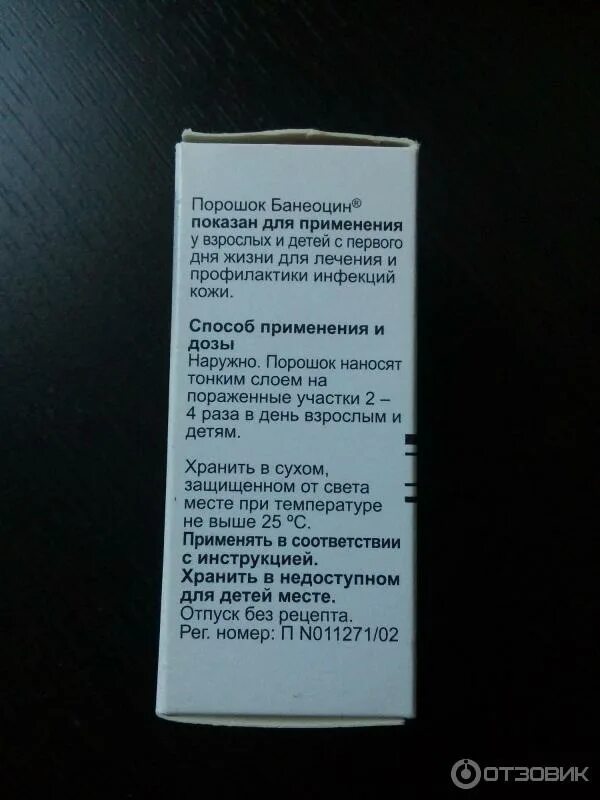 Порошок Банеоцин®
показан для применения
у взрослых и детей с первого
дня жизни для лечения и
профилактики инфекций
кожи.
Способ применения и
дозы
Наружно. Порошок наносят
тонким слоем на
пораженные участки 2 –
4 раза в день взрослым и
детям.
Хранить в сухом,
защищенном от света
месте при температуре
не выше 25 ºС.
Применять в соответствии
с инструкцией.
Хранить в недоступном
для детей месте.
Отпуск без рецепта.
Рег. номер: П N011271/02
ОТЗОВИК